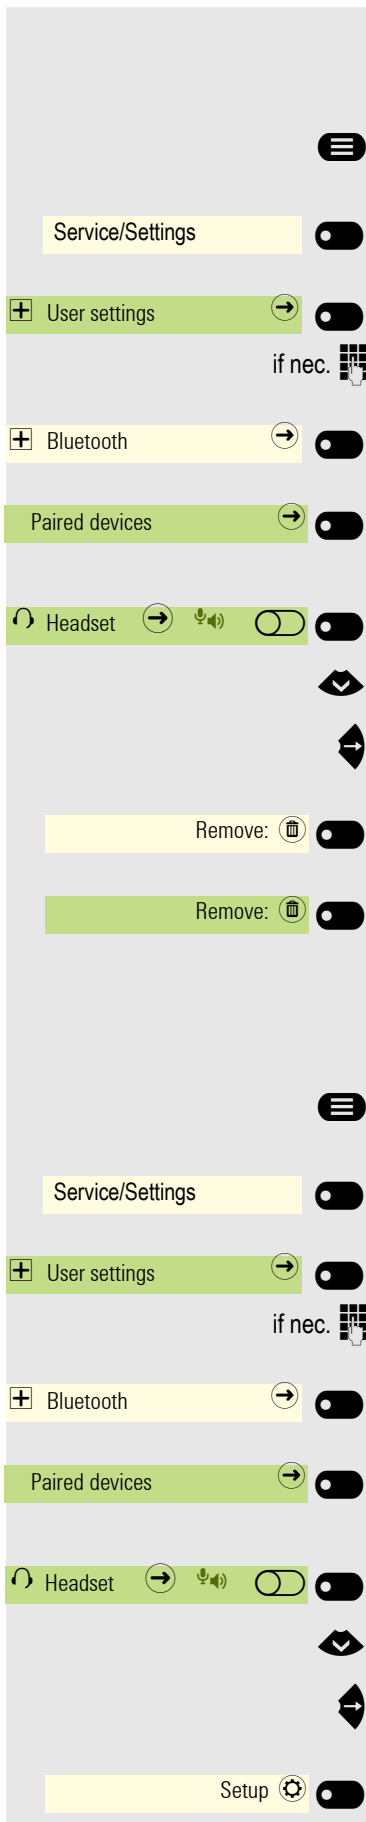 Service/Settings
User settings
if nec.
Bluetooth
Paired devices
Headset
Remove:
Remove:
Service/Settings
User settings
if nec.
Bluetooth
Paired devices
Headset
Setup